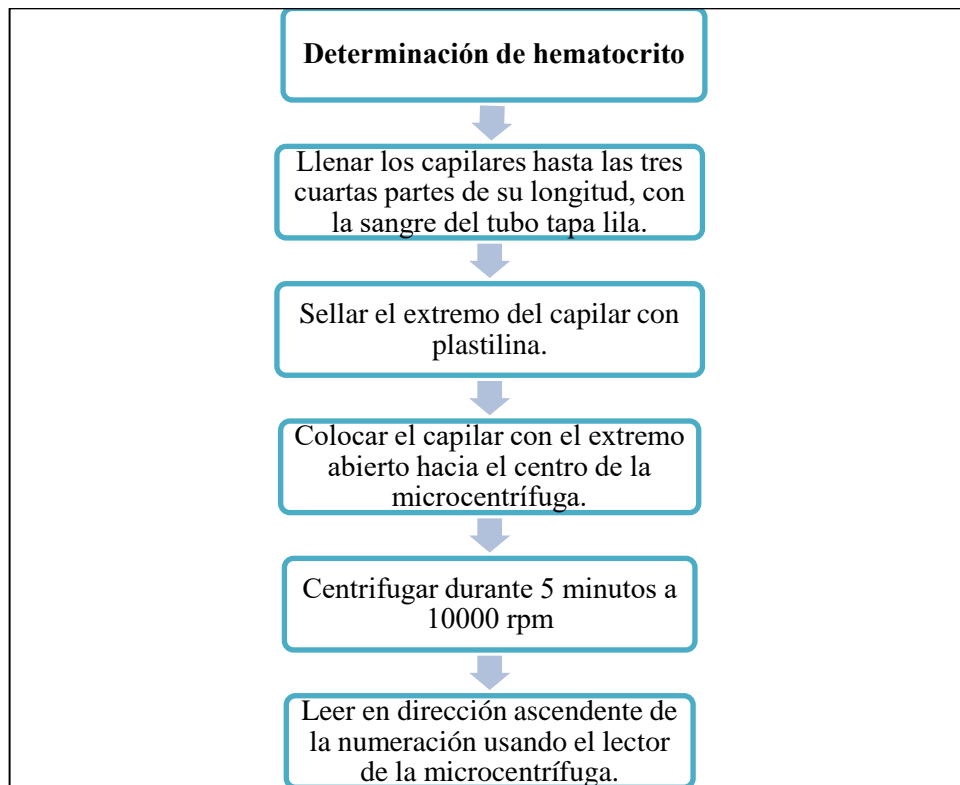 Determinación de hematocrito
Llenar los capilares hasta las tres
cuartas partes de su longitud, con
la sangre del tubo tapa lila.
Sellar el extremo del capilar con
plastilina.
Colocar el capilar con el extremo
abierto hacia el centro de la
microcentrífuga.
Centrifugar durante 5 minutos a
10000 rpm
Leer en dirección ascendente de
la numeración usando el lector
de la microcentrífuga.